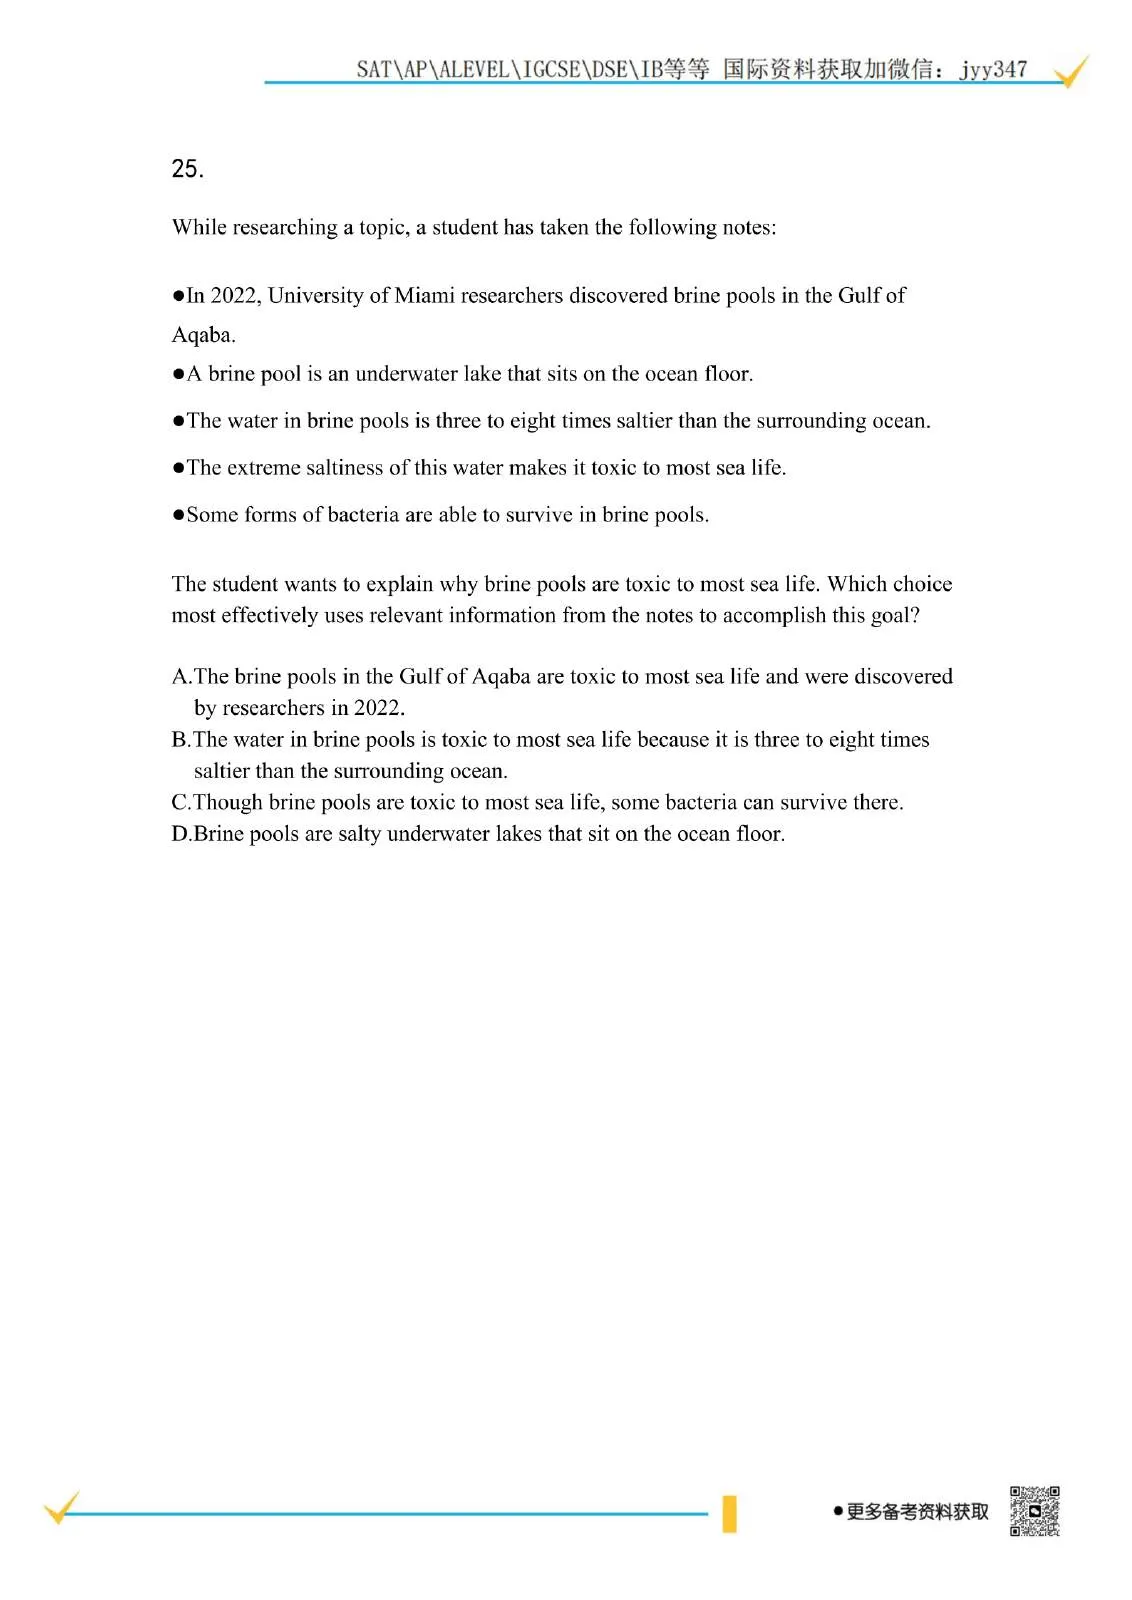 SAT\AP\ALEVEL\IGCSE\DSE\IB等等 国际资料获取加微信：jyy347
25.
While researching a topic, a student has taken the following notes:
●In 2022, University of Miami researchers discovered brine pools in the Gulf of
Aqaba.
●A brine pool is an underwater lake that sits on the ocean floor.
●The water in brine pools is three to eight times saltier than the surrounding ocean.
●The extreme saltiness of this water makes it toxic to most sea life.
●Some forms of bacteria are able to survive in brine pools.
The student wants to explain why brine pools are toxic to most sea life. Which choice
most effectively uses relevant information from the notes to accomplish this goal?
A.The brine pools in the Gulf of Aqaba are toxic to most sea life and were discovered
by researchers in 2022.
B.The water in brine pools is toxic to most sea life because it is three to eight times
saltier than the surrounding ocean.
C.Though brine pools are toxic to most sea life, some bacteria can survive there.
D.Brine pools are salty underwater lakes that sit on the ocean floor.
●更多备考资料获取